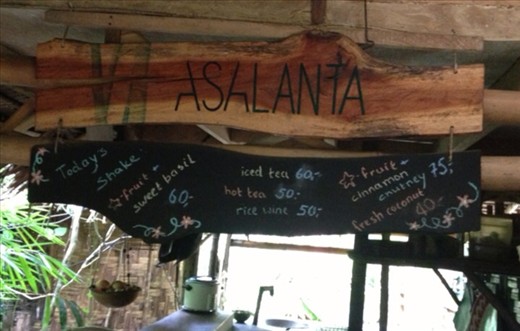 ASALANTA
Today's
Shake:
fruit +
sweet basil
60,-
iced tea 60,-
hot tea 50,-
rice wine 50,-
fruit +
cinnamon
chutney 75,-
fresh coconut
40,-